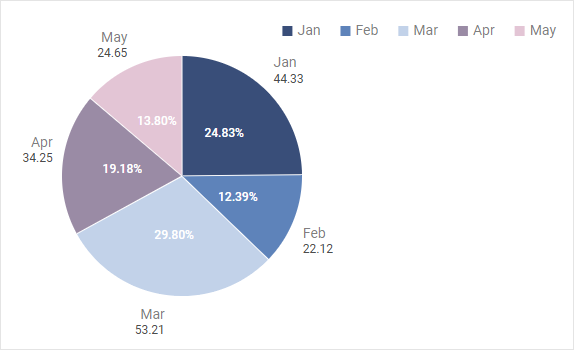 Jan Feb Mar Apr May
May
24.65
Jan
44.33
13.80%
24.83%
Apr
34.25
19.18%
12.39%
Feb
22.12
29.80%
Mar
53.21